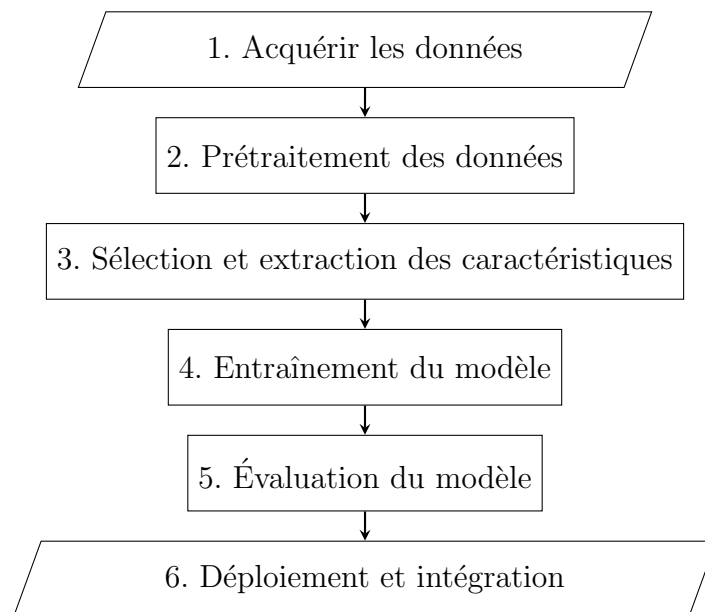 1. Acquérir les données
2. Prétraitement des données
3. Sélection et extraction des caractéristiques
4. Entraînement du modèle
5. Évaluation du modèle
6. Déploiement et intégration